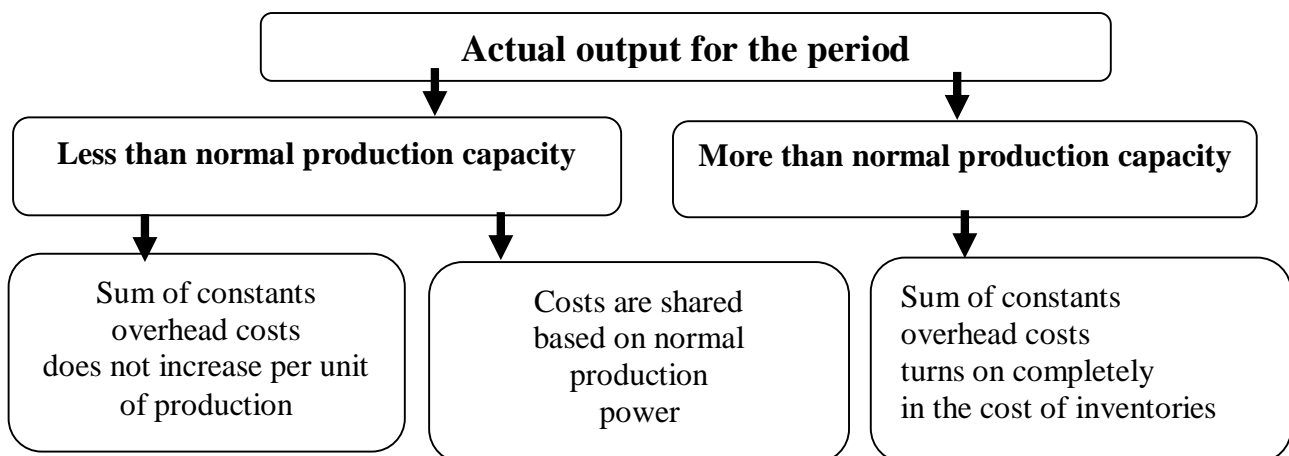 Actual output for the period
Less than normal production capacity
More than normal production capacity
Sum of constants
overhead costs
does not increase per unit
of production
Costs are shared
based on normal
production
power
Sum of constants
overhead costs
turns on completely
in the cost of inventories